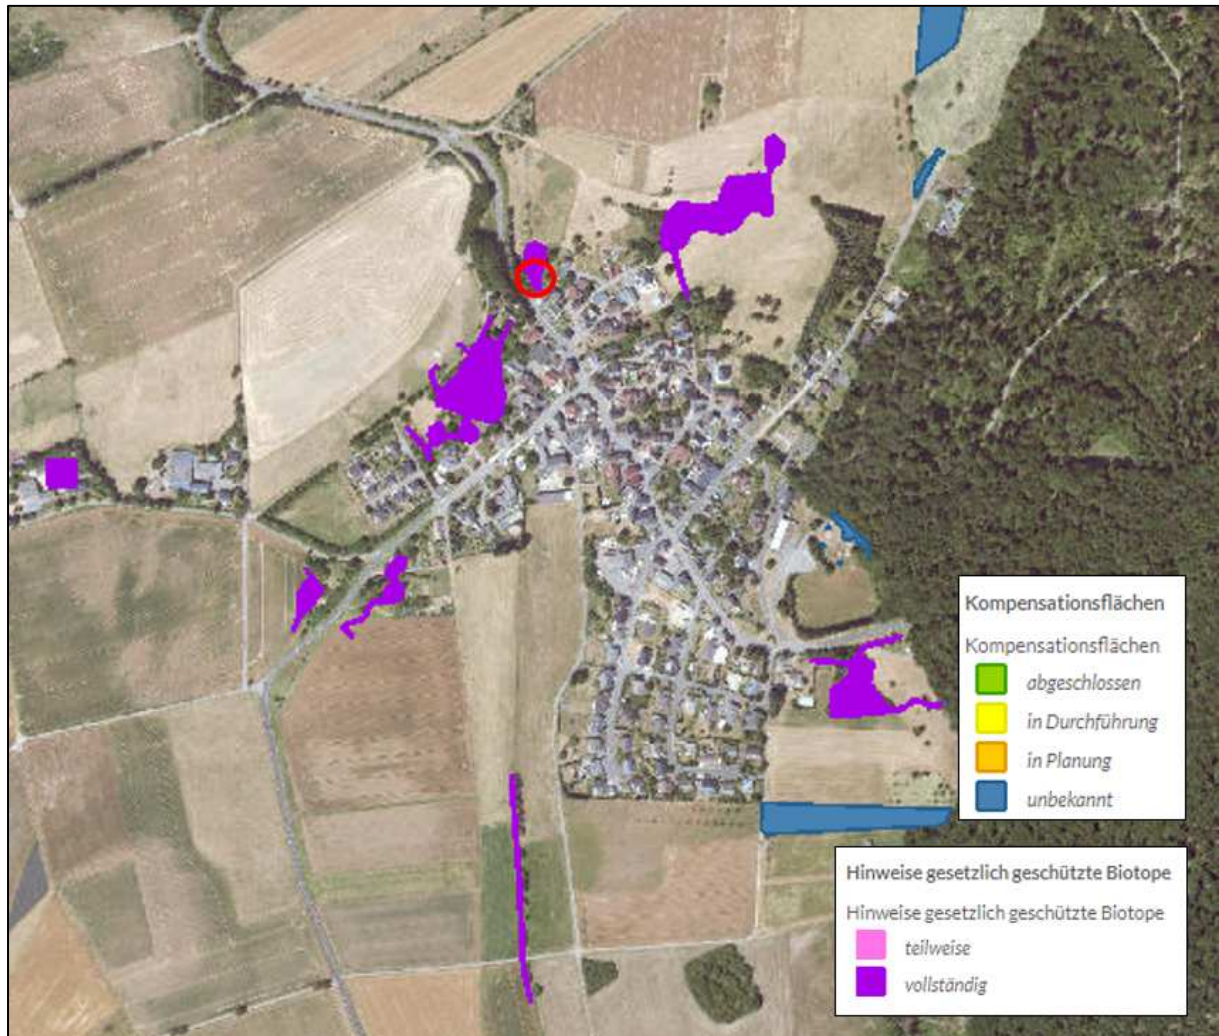 Kompensationsflächen
Kompensationsflächen
abgeschlossen
in Durchführung
in Planung
unbekannt
Hinweise gesetzlich geschützte Biotope
Hinweise gesetzlich geschützte Biotope
teilweise
vollständig